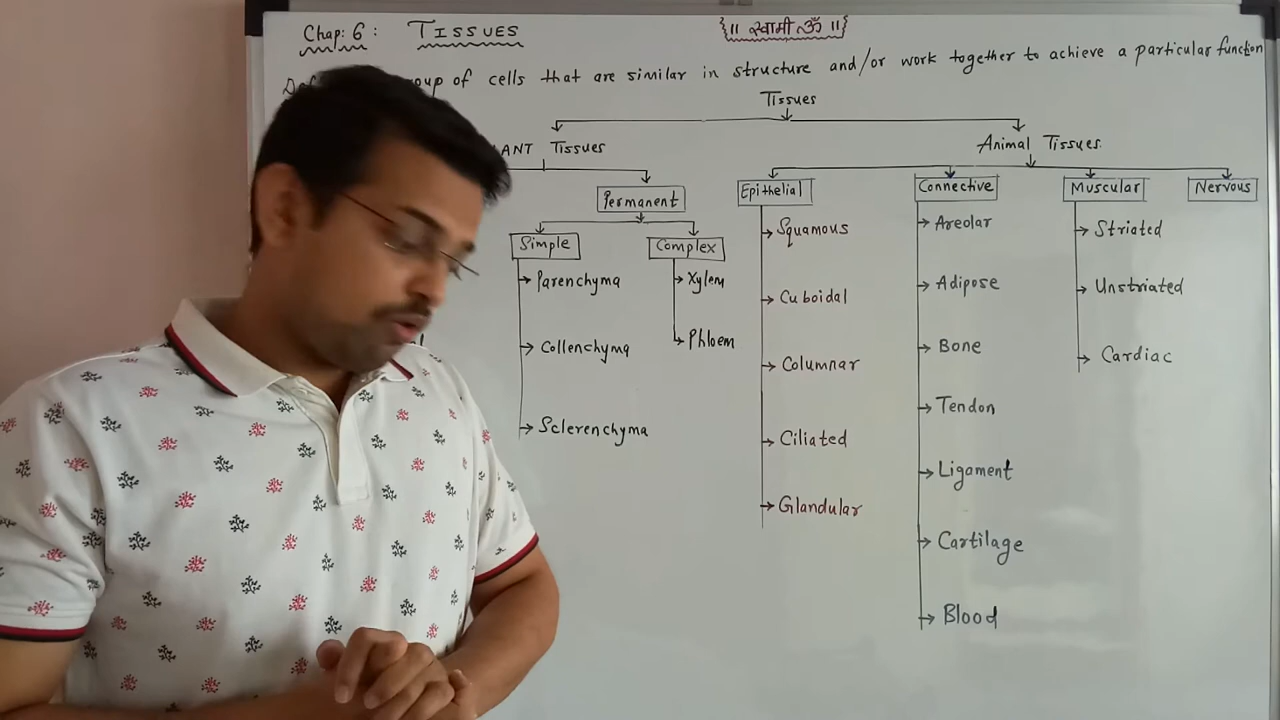 Chap: 6 : TISSUES
{॥ स्वामी ॐ ॥}
of cells that are similar in structure and/or work together to achieve a particular function
Tissues
Tissues
Animal Tissues
Permanent
Simple
Complex
Parenchyma
Collenchyma
Sclerenchyma
Xylem
Phloem
Epithelial
Squamous
Cuboidal
Columnar
Ciliated
Glandular
Connective
Areolar
Adipose
Bone
Tendon
Ligament
Cartilage
Blood
Muscular
Striated
Unstriated
Cardiac
Nervous